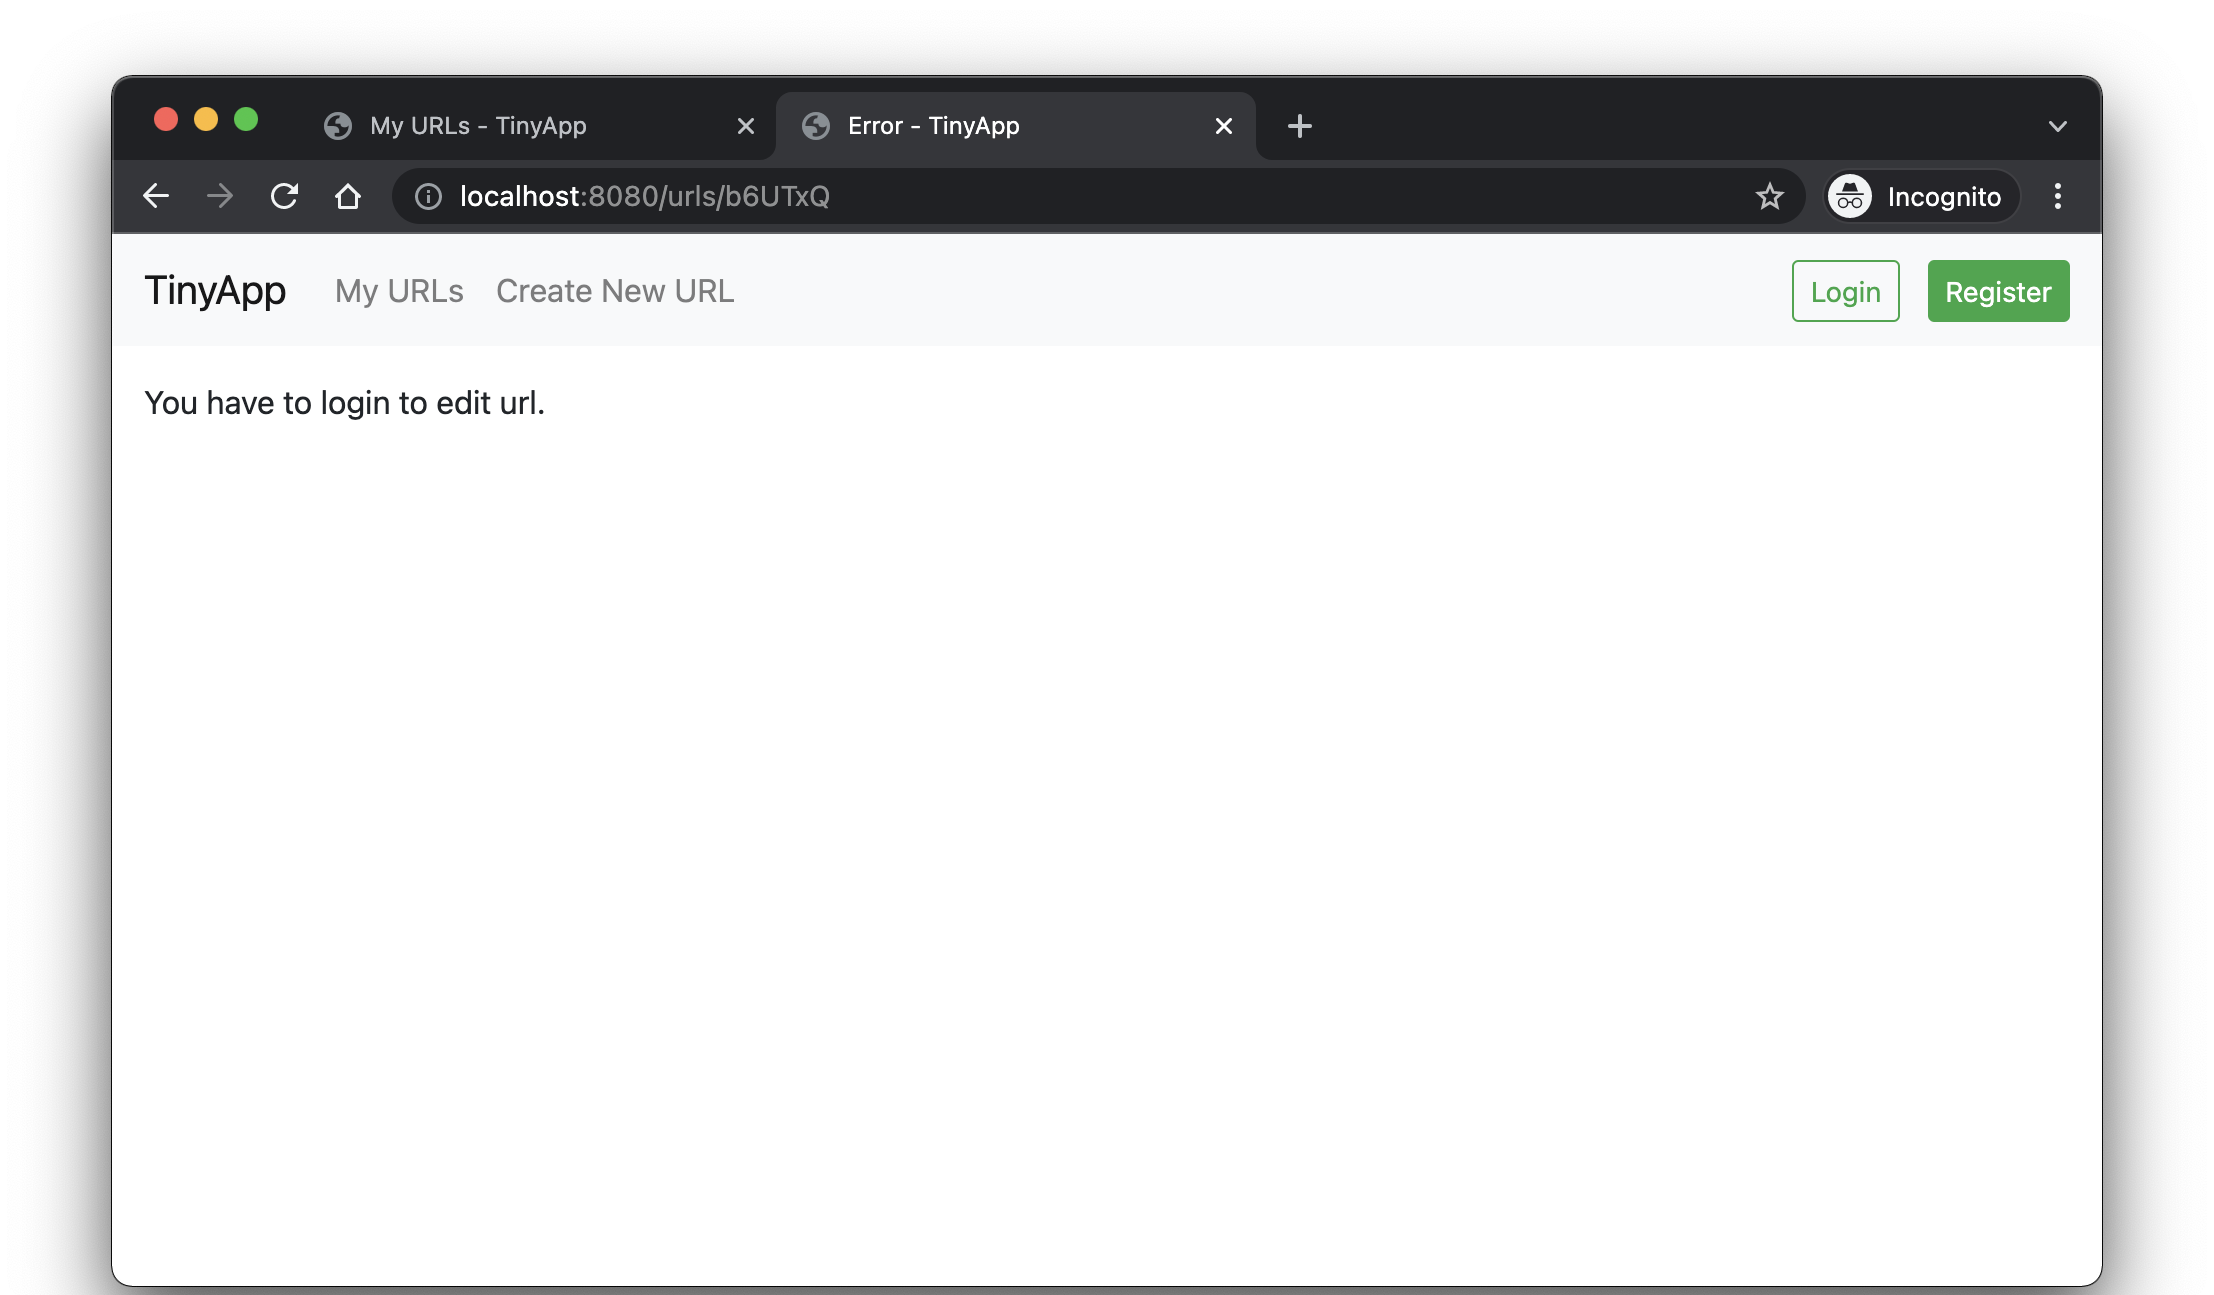 My URLs - TinyApp
Error - TinyApp
localhost:8080/urls/b6UTxQ
Incognito
TinyApp My URLs Create New URL Login Register
You have to login to edit url.